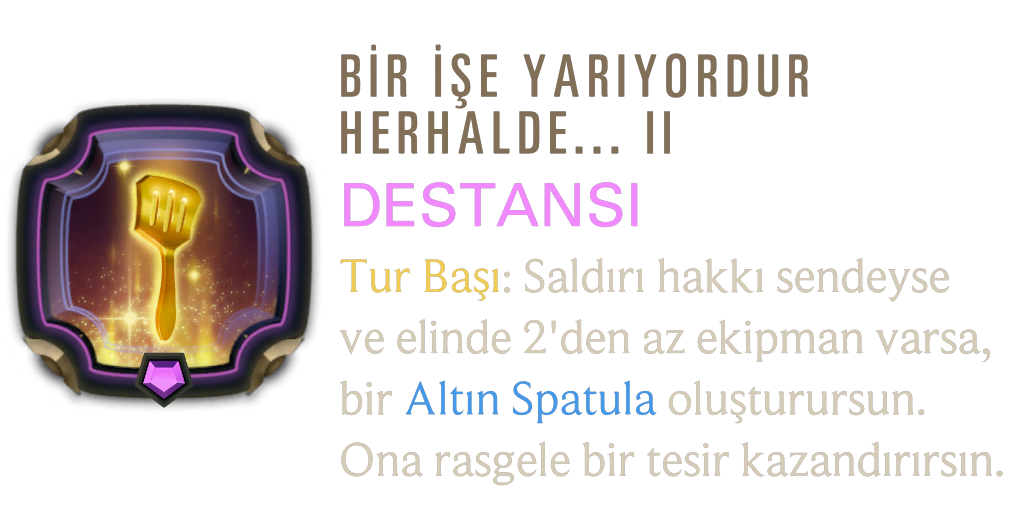 BİR İŞE YARIYORDUR
HERHALDE... II
DESTANSI
Tur Başı: Saldırı hakkı sendeyse
ve elinde 2'den az ekipman varsa,
bir Altın Spatula oluşturursun.
Ona rasgele bir tesir kazandırırsın.